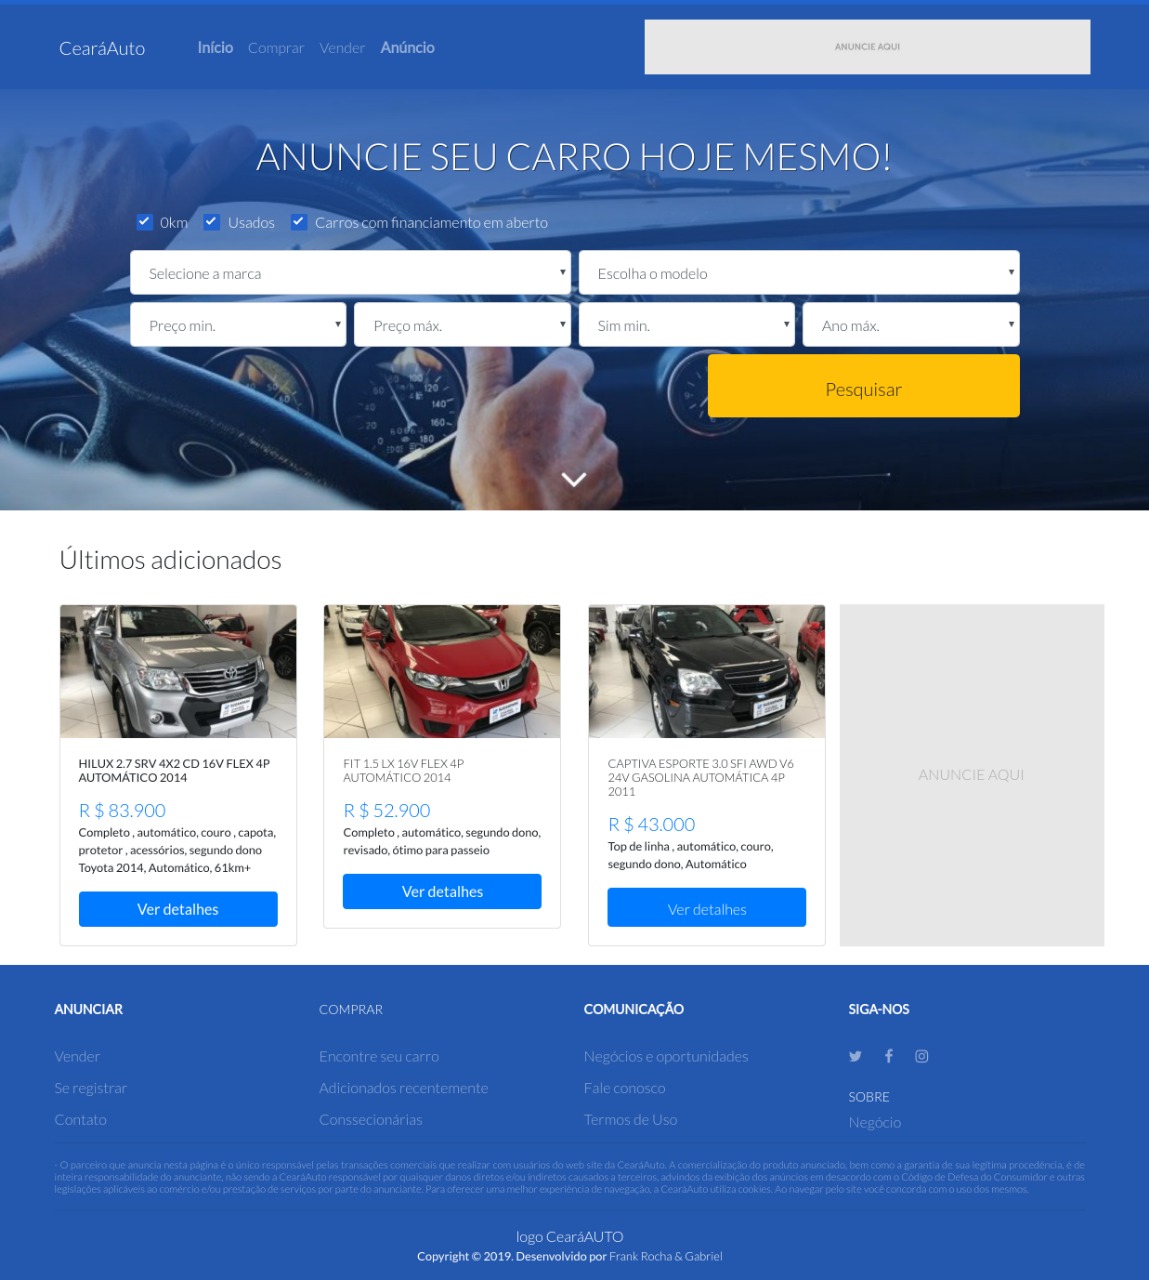 CearáAuto
Início Comprar Vender Anúncio
ANUNCIE AQUI
ANUNCIE SEU CARRO HOJE MESMO!
0km Usados Carros com financiamento em aberto
Selecione a marca Escolha o modelo
Preço min. Preço máx. Sim min. Ano máx.
Pesquisar
60
100
120
80
140
160
180
Últimos adicionados
HILUX 2.7 SRV 4X2 CD 16V FLEX 4P
AUTOMÁTICO 2014
R $ 83.900
Completo , automático, couro , capota,
protetor , acessórios, segundo dono
Toyota 2014, Automático, 61km+
Ver detalhes
FIT 1.5 LX 16V FLEX 4P
AUTOMÁTICO 2014
R $ 52.900
Completo , automático, segundo dono,
revisado, ótimo para passeio
Ver detalhes
CAPTIVA ESPORTE 3.0 SFI AWD V6
24V GASOLINA AUTOMÁTICA 4P
2011
R $ 43.000
Top de linha , automático, couro,
segundo dono, Automático
Ver detalhes
ANUNCIE AQUI
ANUNCIAR
Vender
Se registrar
Contato
COMPRAR
Encontre seu carro
Adicionados recentemente
Conssecionárias
COMUNICAÇÃO
Negócios e oportunidades
Fale conosco
Termos de Uso
SIGA-NOS
SOBRE
Negócio
- O parceiro que anuncia nesta página é o único responsável pelas transações comerciais que realizar com usuários do web site da CearáAuto. A comercialização do produto anunciado, bem como a garantia de sua legítima procedência, é de
inteira responsabilidade do anunciante, não sendo a CearáAuto responsável por quaisquer danos diretos e/ou indiretos causados a terceiros, advindos da exibição dos anúncios em desacordo com o Código de Defesa do Consumidor e outras
legislações aplicáveis ao comércio e/ou prestação de serviços por parte do anunciante. Para oferecer uma melhor experiência de navegação, a CearáAuto utiliza cookies. Ao navegar pelo site você concorda com o uso dos mesmos.
logo CearáAUTO
Copyright © 2019. Desenvolvido por Frank Rocha & Gabriel